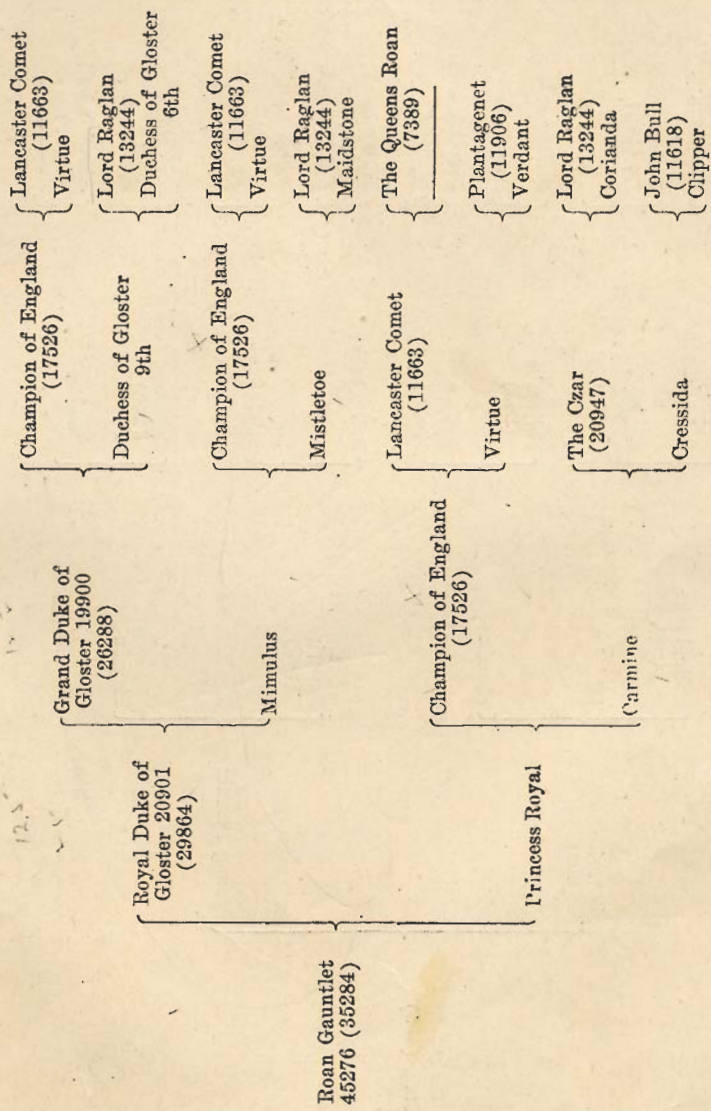 Roan Gauntlet
45276 (35284)
Royal Duke of
Gloster 20901
(29864)
Princess Royal
Grand Duke of
Gloster 19900
(26288)
Mimulus
Champion of England
(17526)
Carmine
Champion of England
(17526)
Duchess of Gloster
9th
Champion of England
(17526)
Mistletoe
Lancaster Comet
(11663)
Virtue
The Czar
(20947)
Cressida
Lancaster Comet
(11663)
Virtue
Lord Raglan
(13244)
Duchess of Gloster
6th
Lancaster Comet
(11663)
Virtue
Lord Raglan
(13244)
Maidstone
The Queens Roan
(7389)
Plantagenet
(11906)
Verdant
Lord Raglan
(13244)
Corianda
John Bull
(11618)
Clipper